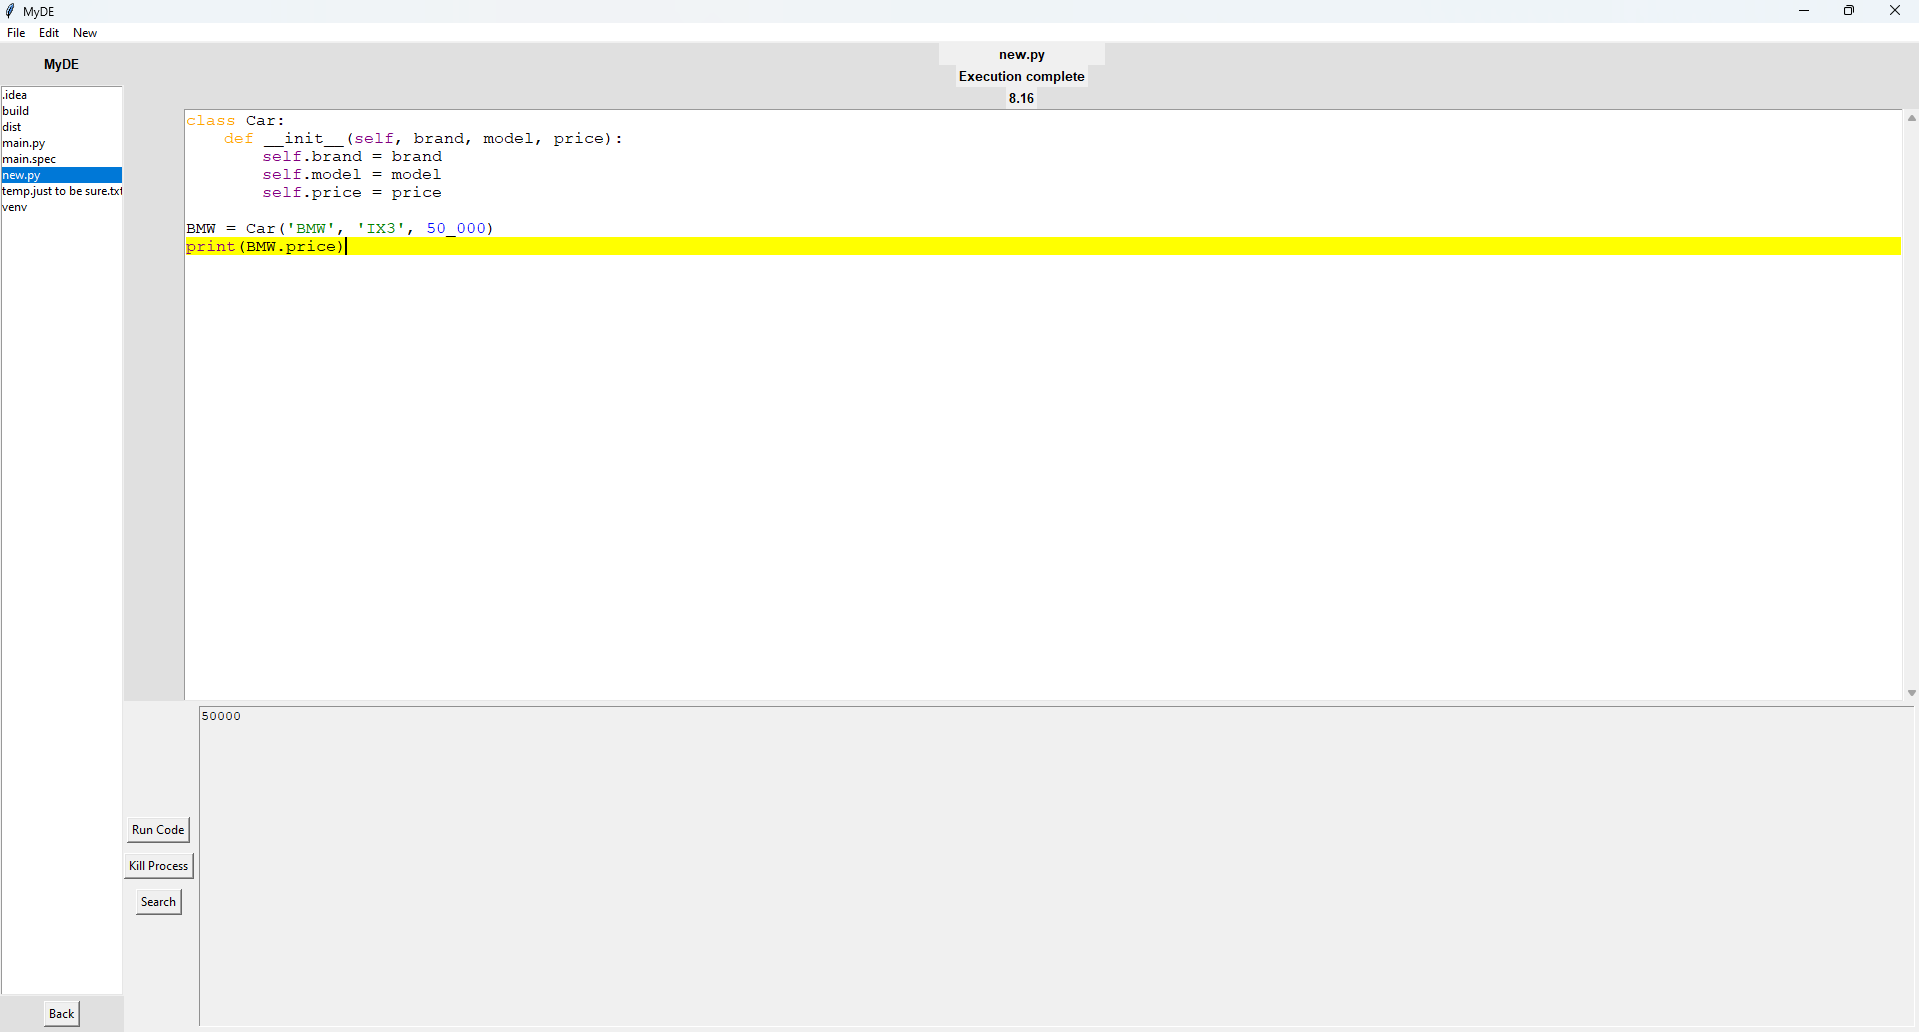 MyDE
File Edit New
MyDE
new.py
Execution complete
8.16
.idea
build
dist
main.py
main.spec
new.py
temp.just to be sure.txt
venv
class Car:
    def __init__(self, brand, model, price):
        self.brand = brand
        self.model = model
        self.price = price
BMW = Car('BMW', 'IX3', 50_000)
print(BMW.price)
50000
Run Code
Kill Process
Search
Back